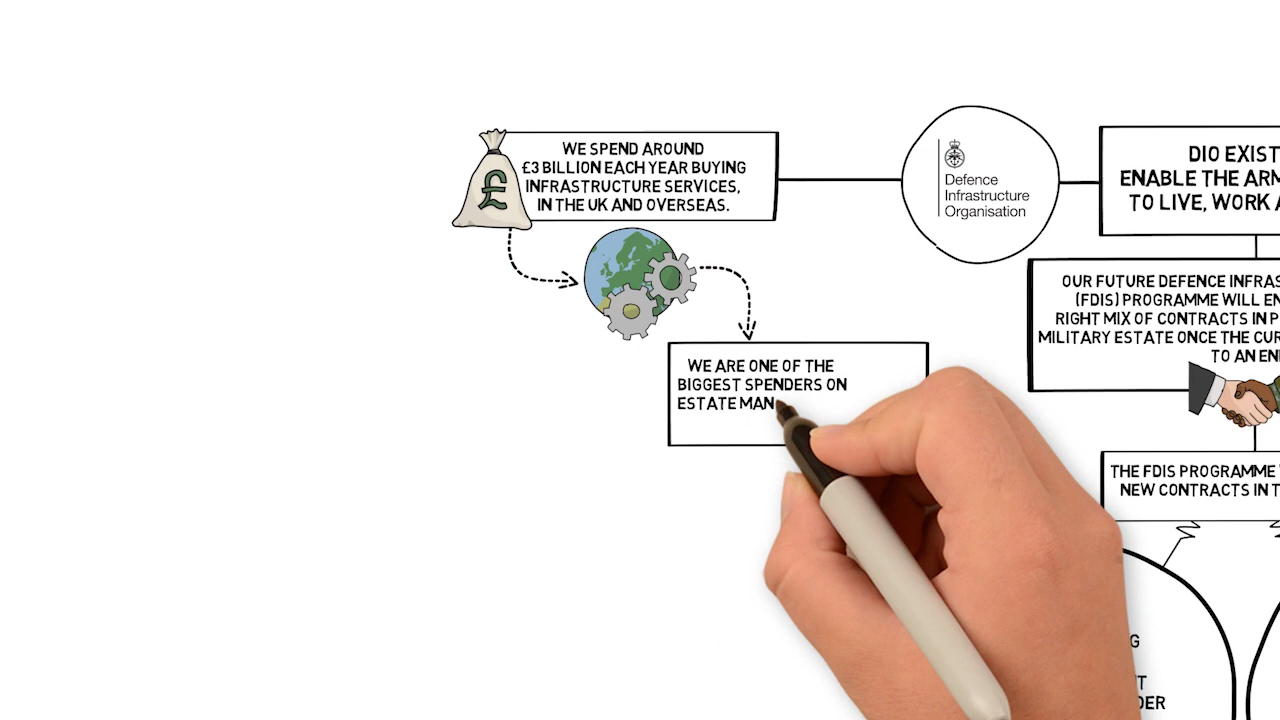 WE SPEND AROUND
£3 BILLION EACH YEAR BUYING
INFRASTRUCTURE SERVICES,
IN THE UK AND OVERSEAS.
£
Defence
Infrastructure
Organisation
DIO EXIST
ENABLE THE ARM
TO LIVE, WORK A
OUR FUTURE DEFENCE INFRAS
(FDIS) PROGRAMME WILL EN
RIGHT MIX OF CONTRACTS IN P
MILITARY ESTATE ONCE THE CUR
TO AN EN
WE ARE ONE OF THE
BIGGEST SPENDERS ON
ESTATE MAN
THE FDIS PROGRAMME
NEW CONTRACTS IN T
G
T
DER